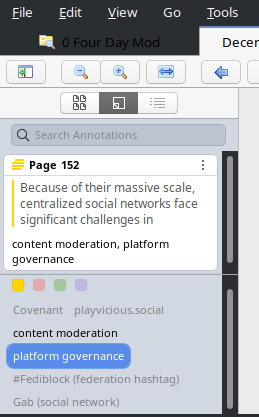 File Edit View Go Tools
0 Four Day Mod Decem
Search Annotations
Page 152
Because of their massive scale,
centralized social networks face
significant challenges in
content moderation, platform
governance
Covenant playvicious.social
content moderation
platform governance
#Fediblock (federation hashtag)
Gab (social network)